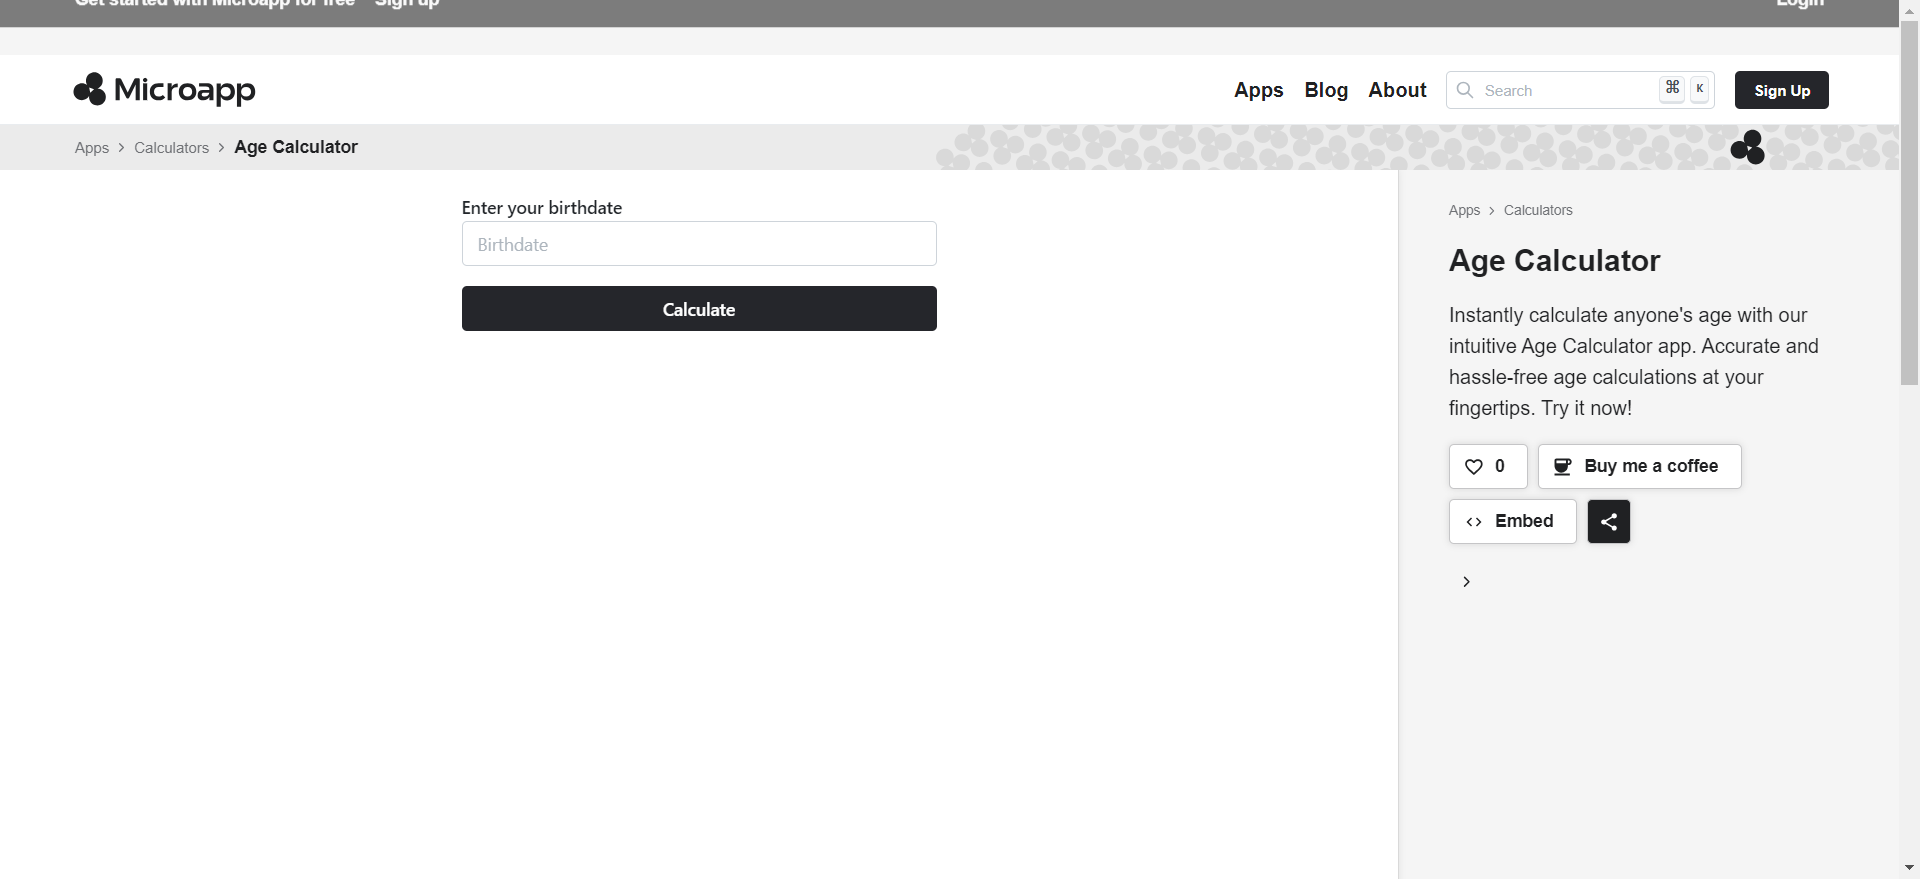 Get started with Microapp for free Sign up Login
Microapp
Apps Blog About Search ⌘ K Sign Up
Apps > Calculators > Age Calculator
Enter your birthdate
Birthdate
Calculate
Apps > Calculators
Age Calculator
Instantly calculate anyone's age with our
intuitive Age Calculator app. Accurate and
hassle-free age calculations at your
fingertips. Try it now!
0 Buy me a coffee
Embed